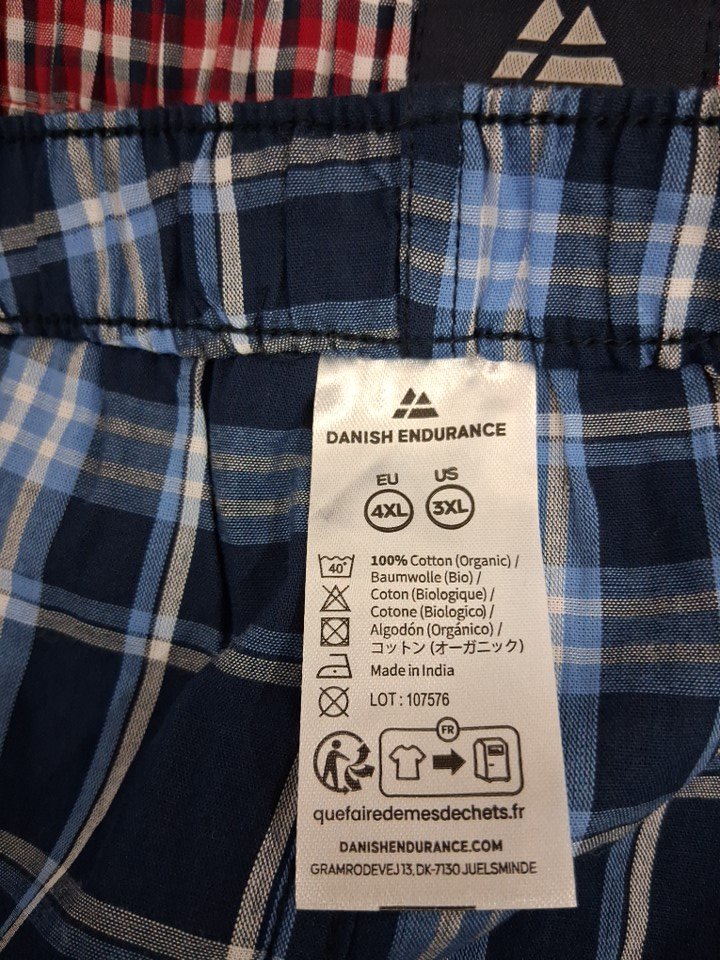 DANISH ENDURANCE
EU US
4XL 3XL
40°
100% Cotton (Organic) /
Baumwolle (Bio) /
Coton (Biologique) /
Cotone (Biologico) /
Algodón (Orgánico) /
コットン (オーガニック)
Made in India
LOT : 107576
FR
quefairedemesdechets.fr
DANISHENDURANCE.COM
GRAMRODEVEJ 13, DK-7130 JUELSMINDE